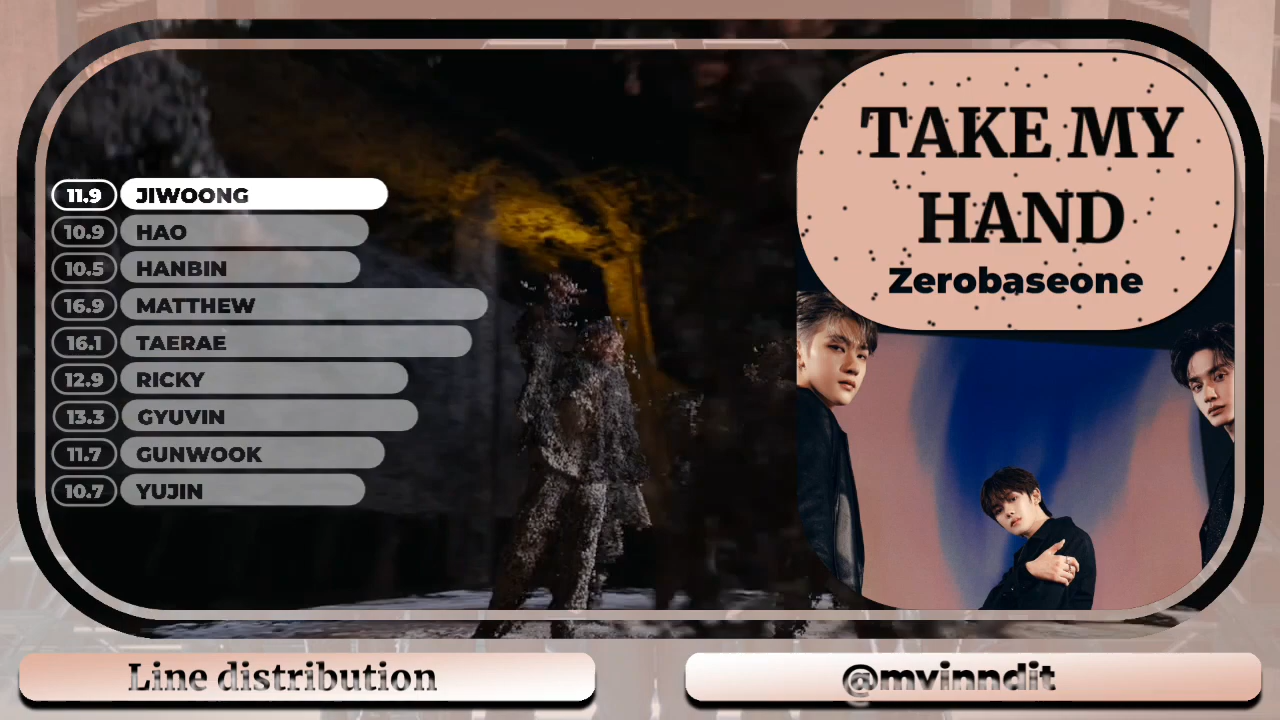 TAKE MY
HAND
Zerobaseone
11.9 JIWOONG
10.9 HAO
10.5 HANBIN
16.9 MATTHEW
16.1 TAERAE
12.9 RICKY
13.3 GYUVIN
11.7 GUNWOOK
10.7 YUJIN
Line distribution
@mvinndit